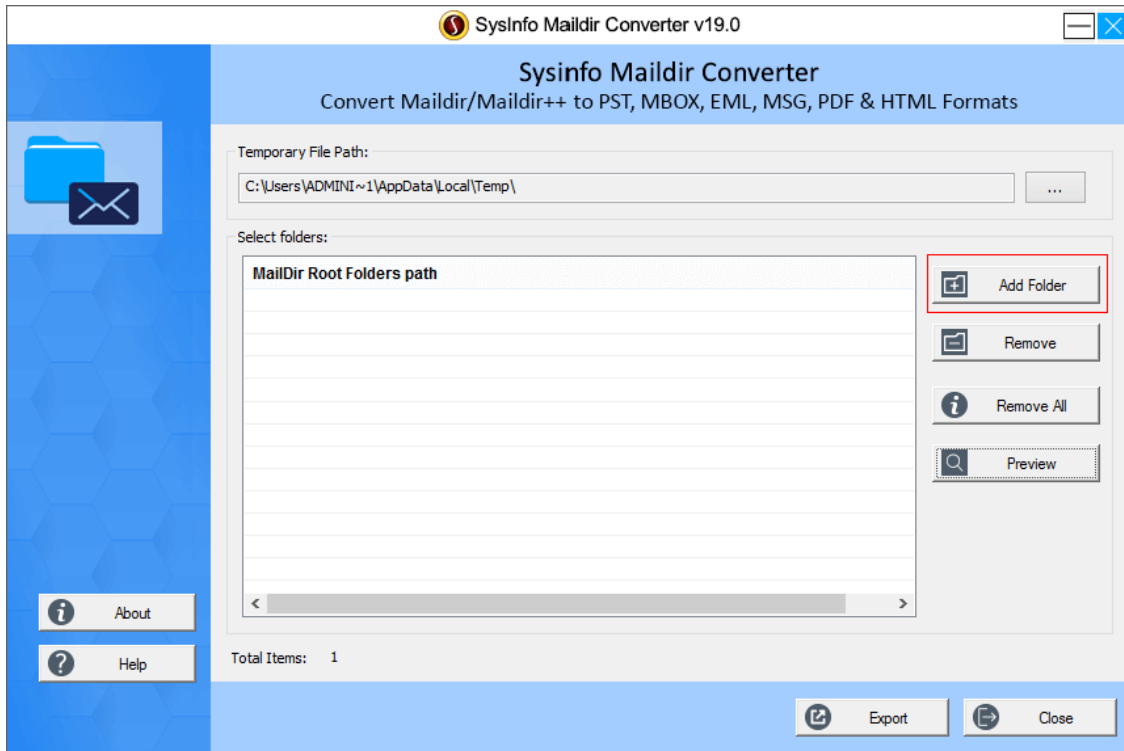 SysInfo Maildir Converter v19.0
Sysinfo Maildir Converter
Convert Maildir/Maildir++ to PST, MBOX, EML, MSG, PDF & HTML Formats
Temporary File Path:
C:\Users\ADMINI~1\AppData\Local\Temp\
...
Select folders:
MailDir Root Folders path
Add Folder
Remove
Remove All
Preview
About
Help
Total Items: 1
Export
Close